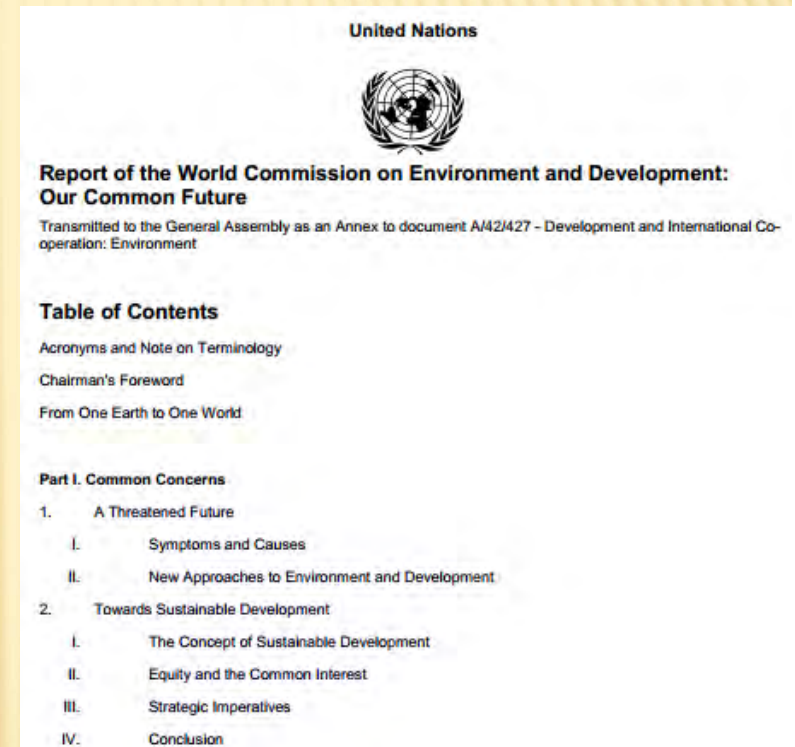 United Nations
Report of the World Commission on Environment and Development:
Our Common Future
Transmitted to the General Assembly as an Annex to document A/42/427 - Development and International Co-
operation: Environment
Table of Contents
Acronyms and Note on Terminology
Chairman's Foreword
From One Earth to One World
Part I. Common Concerns
1. A Threatened Future
I. Symptoms and Causes
II. New Approaches to Environment and Development
2. Towards Sustainable Development
I. The Concept of Sustainable Development
II. Equity and the Common Interest
III. Strategic Imperatives
IV. Conclusion